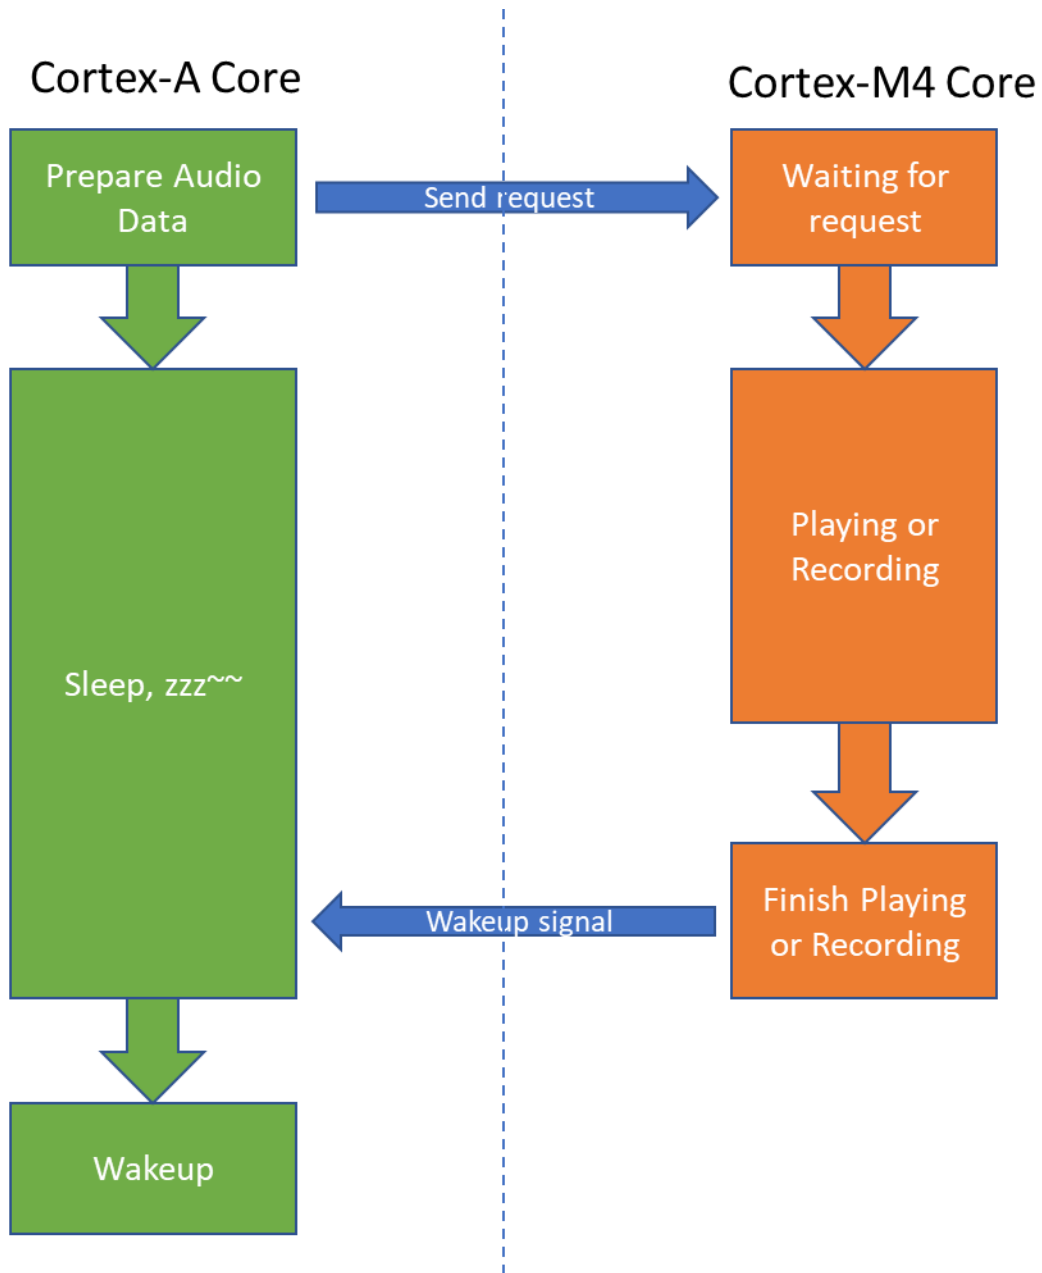 Cortex-A Core
Cortex-M4 Core
Prepare Audio
Data
Send request
Waiting for
request
Playing or
Recording
Sleep, zzz~~
Wakeup signal
Finish Playing
or Recording
Wakeup